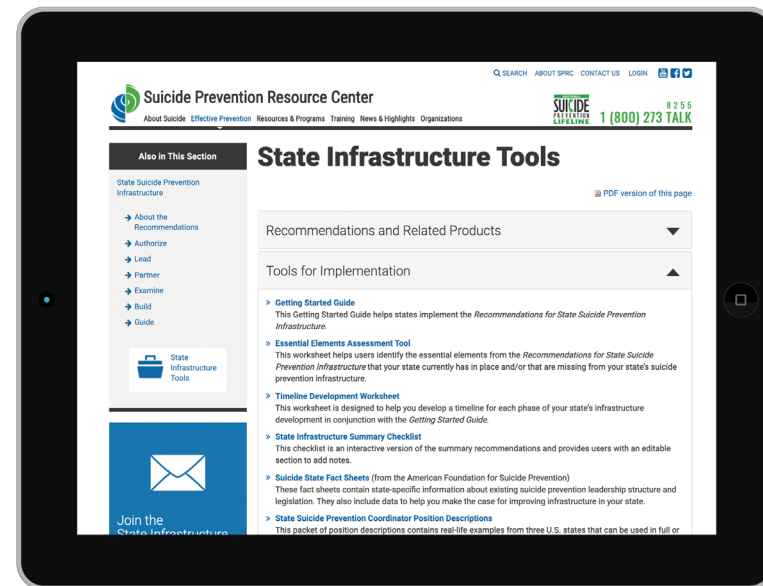 SEARCH ABOUT SPRC CONTACT US LOGIN
Suicide Prevention Resource Center
About Suicide Effective Prevention Resources & Programs Training News & Highlights Organizations
SUICIDE
PREVENTION
LIFELINE
8 2 5 5
1 (800) 273 TALK
Also in This Section
State Suicide Prevention
Infrastructure
About the
Recommendations
Authorize
Lead
Partner
Examine
Build
Guide
State
Infrastructure
Tools
Join the
State Infrastructure
State Infrastructure Tools
PDF version of this page
Recommendations and Related Products
Tools for Implementation
» Getting Started Guide
This Getting Started Guide helps states implement the Recommendations for State Suicide Prevention
Infrastructure.
» Essential Elements Assessment Tool
This worksheet helps users identify the essential elements from the Recommendations for State Suicide
Prevention Infrastructure that your state currently has in place and/or that are missing from your state's suicide
prevention infrastructure.
» Timeline Development Worksheet
This worksheet is designed to help you develop a timeline for each phase of your state's infrastructure
development in conjunction with the Getting Started Guide.
» State Infrastructure Summary Checklist
This checklist is an interactive version of the summary recommendations and provides users with an editable
section to add notes.
» Suicide State Fact Sheets (from the American Foundation for Suicide Prevention)
These fact sheets contain state-specific information about existing suicide prevention leadership structure and
legislation. They also include data to help you make the case for improving infrastructure in your state.
» State Suicide Prevention Coordinator Position Descriptions
This packet of position descriptions contains real-life examples from three U.S. states that can be used in full or